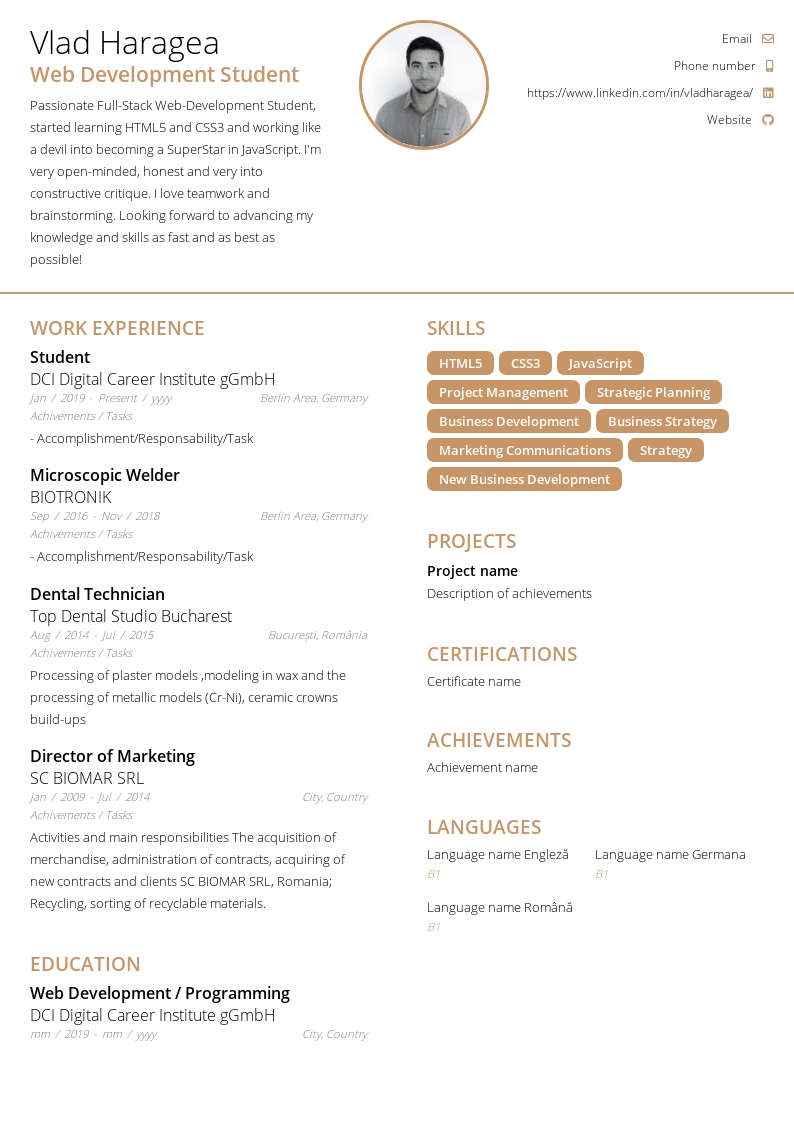 Vlad Haragea
Web Development Student
Passionate Full-Stack Web-Development Student,
started learning HTML5 and CSS3 and working like
a devil into becoming a SuperStar in JavaScript. I'm
very open-minded, honest and very into
constructive critique. I love teamwork and
brainstorming. Looking forward to advancing my
knowledge and skills as fast and as best as
possible!
Email
Phone number
https://www.linkedin.com/in/vladharagea/
Website
WORK EXPERIENCE
Student
DCI Digital Career Institute gGmbH
Jan / 2019 - Present / yyyy Berlin Area, Germany
Achivements / Tasks
- Accomplishment/Responsability/Task
Microscopic Welder
BIOTRONIK
Sep / 2016 - Nov / 2018 Berlin Area, Germany
Achivements / Tasks
- Accomplishment/Responsability/Task
Dental Technician
Top Dental Studio Bucharest
Aug / 2014 - Jul / 2015 București, România
Achivements / Tasks
Processing of plaster models ,modeling in wax and the
processing of metallic models (Cr-Ni), ceramic crowns
build-ups
Director of Marketing
SC BIOMAR SRL
Jan / 2009 - Jul / 2014 City, Country
Achivements / Tasks
Activities and main responsibilities The acquisition of
merchandise, administration of contracts, acquiring of
new contracts and clients SC BIOMAR SRL, Romania;
Recycling, sorting of recyclable materials.
EDUCATION
Web Development / Programming
DCI Digital Career Institute gGmbH
mm / 2019 - mm / yyyy City, Country
SKILLS
HTML5 CSS3 JavaScript
Project Management Strategic Planning
Business Development Business Strategy
Marketing Communications Strategy
New Business Development
PROJECTS
Project name
Description of achievements
CERTIFICATIONS
Certificate name
ACHIEVEMENTS
Achievement name
LANGUAGES
Language name Engleză Language name Germana
B1 B1
Language name Română
B1